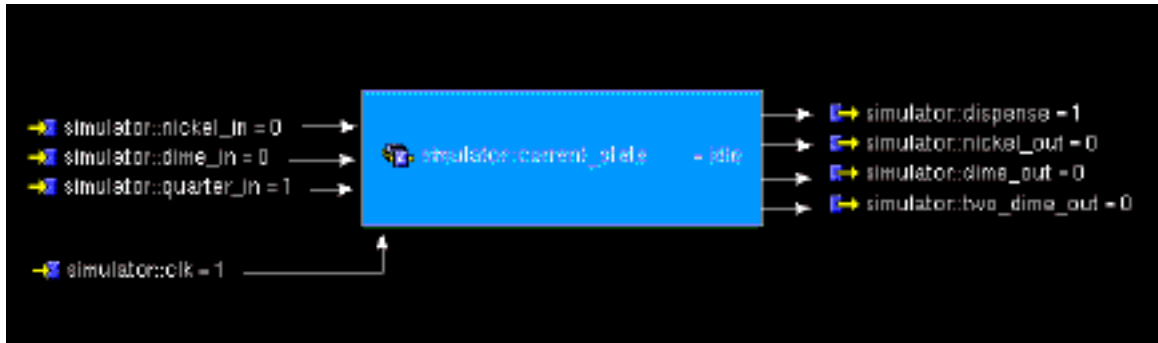 simulator::nickel_in = 0
simulator::dime_in = 0
simulator::quarter_in = 1
simulator::clk = 1
simulator::current_state = idle
simulator::dispense = 1
simulator::nickel_out = 0
simulator::dime_out = 0
simulator::two_dime_out = 0